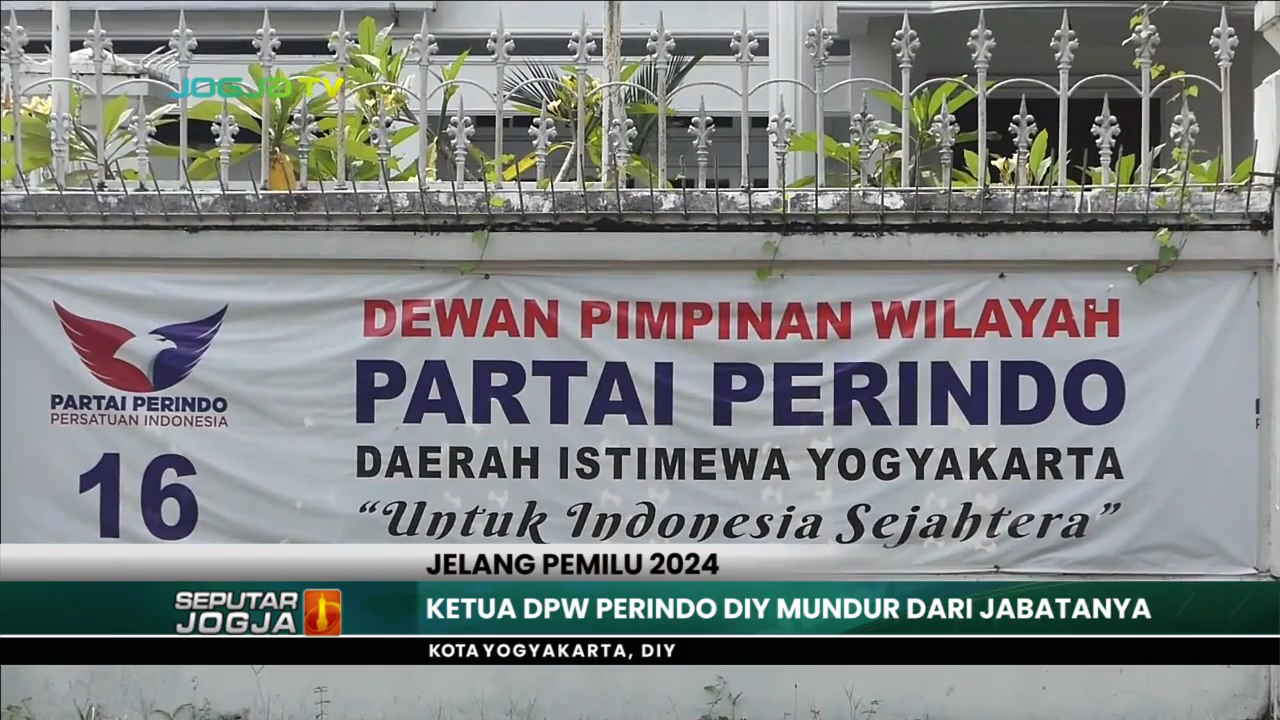 JOGJA TV
DEWAN PIMPINAN WILAYAH
PARTAI PERINDO
DAERAH ISTIMEWA YOGYAKARTA
"Untuk Indonesia Sejahtera"
PARTAI PERINDO
PERSATUAN INDONESIA
16
JELANG PEMILU 2024
SEPUTAR JOGJA
KETUA DPW PERINDO DIY MUNDUR DARI JABATANYA
KOTA YOGYAKARTA, DIY